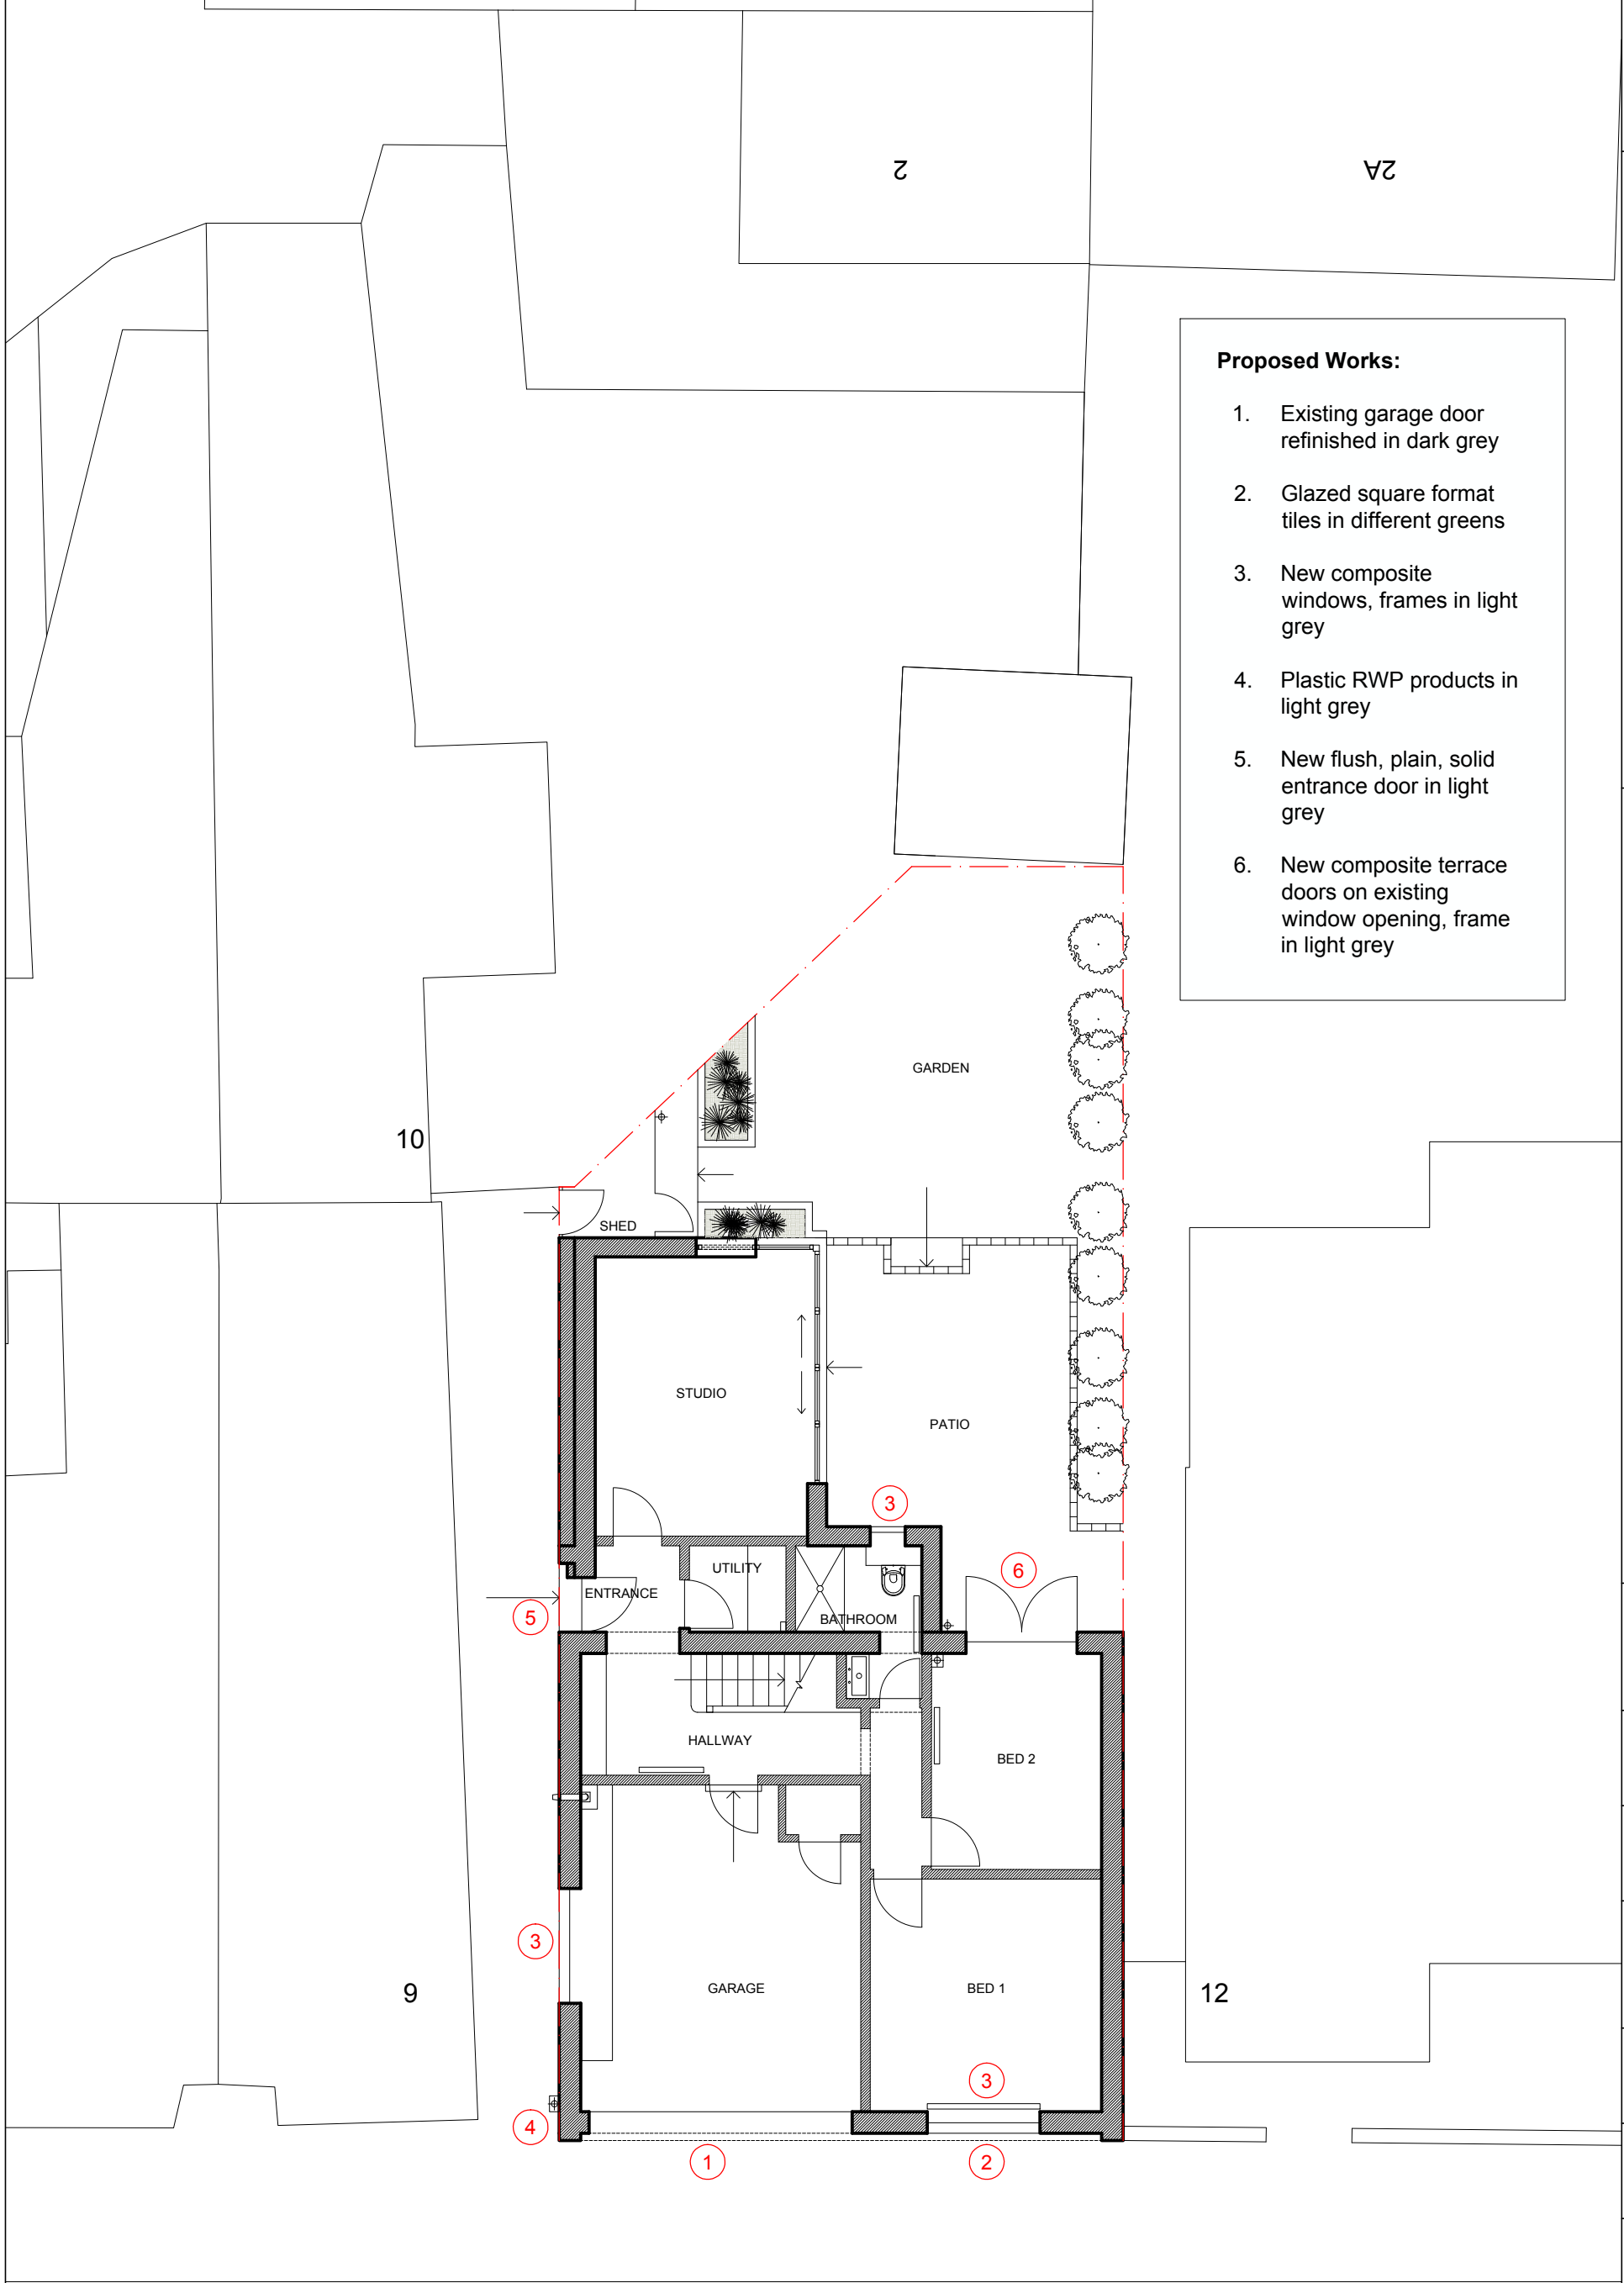 2
2A
Proposed Works:
1. Existing garage door
refinished in dark grey
2. Glazed square format
tiles in different greens
3. New composite
windows, frames in light
grey
4. Plastic RWP products in
light grey
5. New flush, plain, solid
entrance door in light
grey
6. New composite terrace
doors on existing
window opening, frame
in light grey
GARDEN
10
SHED
STUDIO
PATIO
3
UTILITY
6
ENTRANCE
5
BATHROOM
HALLWAY
BED 2
3
9
GARAGE
BED 1
12
3
4
1
2